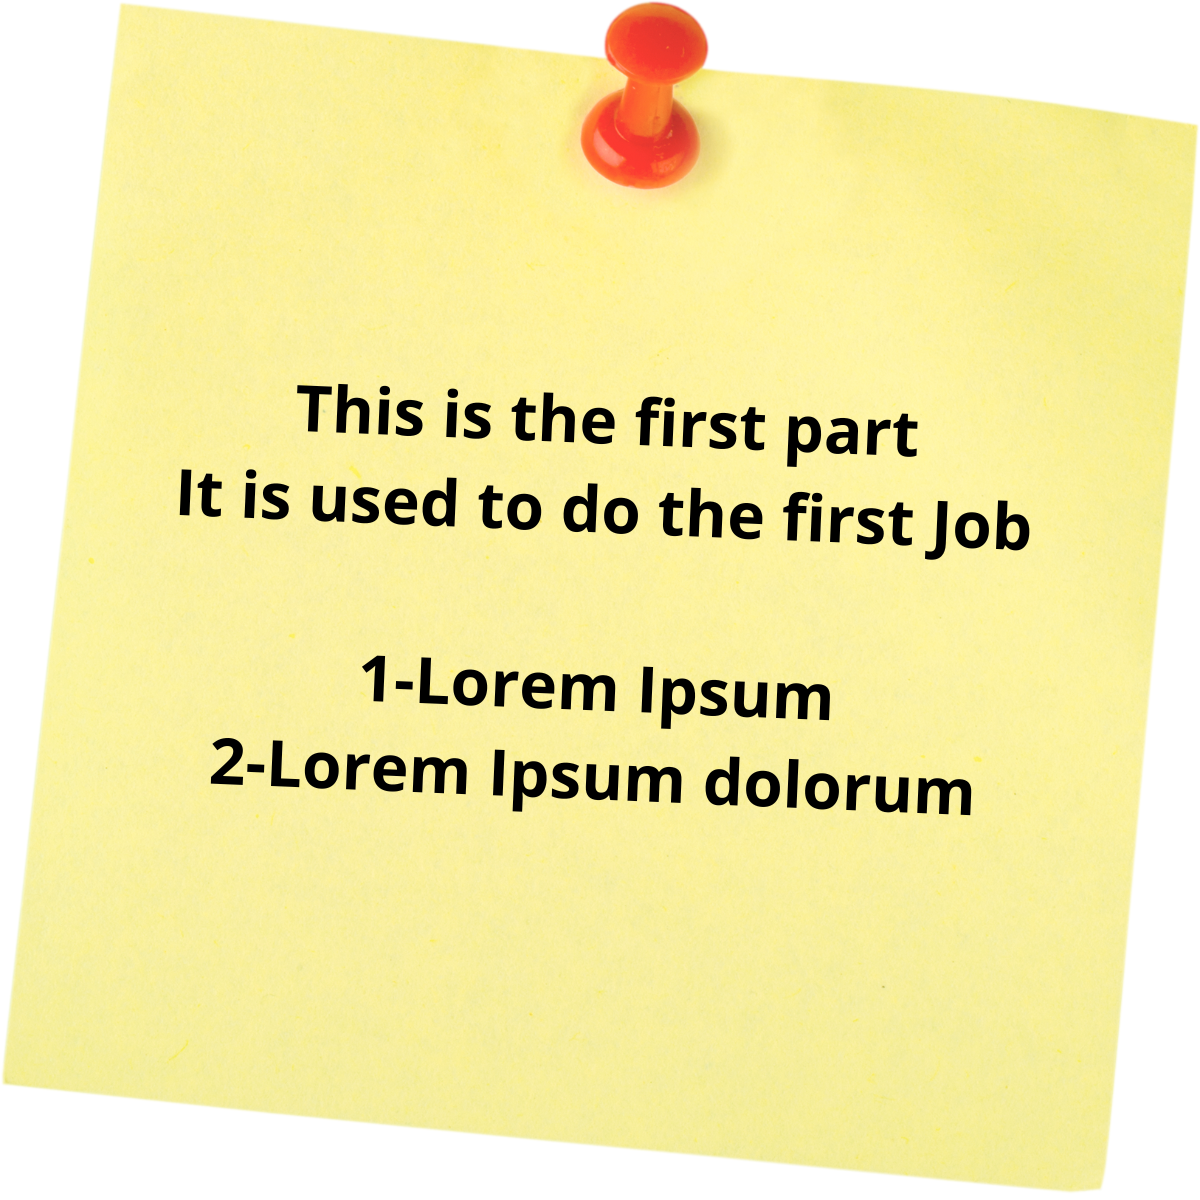 This is the first part
It is used to do the first Job
1-Lorem Ipsum
2-Lorem Ipsum dolorum